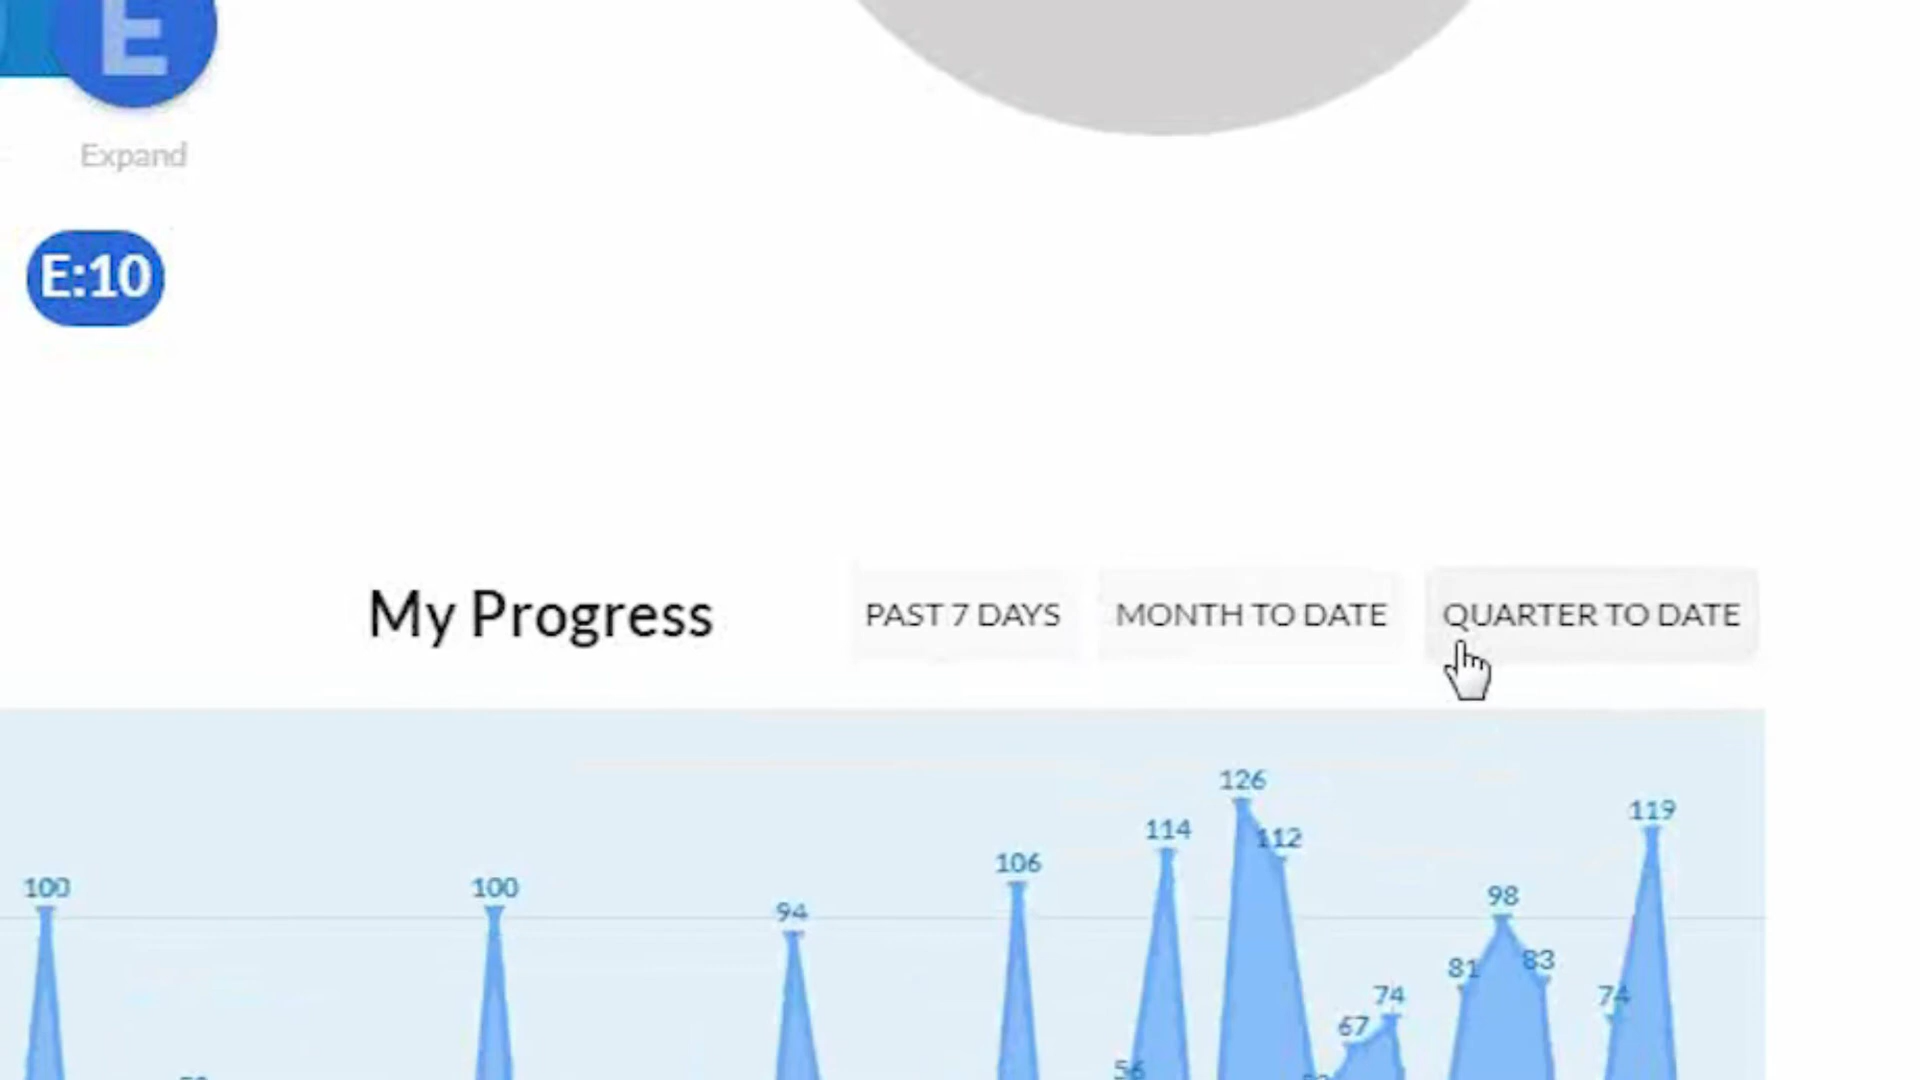 E
Expand
E:10
My Progress
PAST 7 DAYS
MONTH TO DATE
QUARTER TO DATE
126
119
114
112
106
100
100
98
94
83
81
74
74
67
56